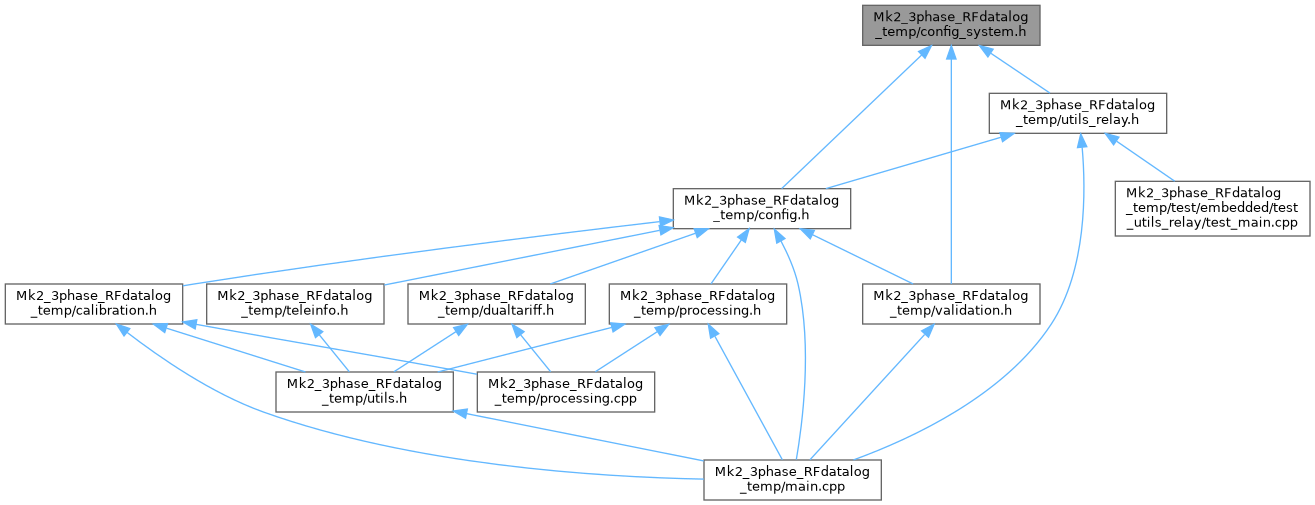 Mk2_3phase_RFdatalog
_temp/config_system.h
Mk2_3phase_RFdatalog
_temp/utils_relay.h
Mk2_3phase_RFdatalog
_temp/config.h
Mk2_3phase_RFdatalog
_temp/test/embedded/test
_utils_relay/test_main.cpp
Mk2_3phase_RFdatalog
_temp/calibration.h
Mk2_3phase_RFdatalog
_temp/teleinfo.h
Mk2_3phase_RFdatalog
_temp/dualtariff.h
Mk2_3phase_RFdatalog
_temp/processing.h
Mk2_3phase_RFdatalog
_temp/validation.h
Mk2_3phase_RFdatalog
_temp/utils.h
Mk2_3phase_RFdatalog
_temp/processing.cpp
Mk2_3phase_RFdatalog
_temp/main.cpp